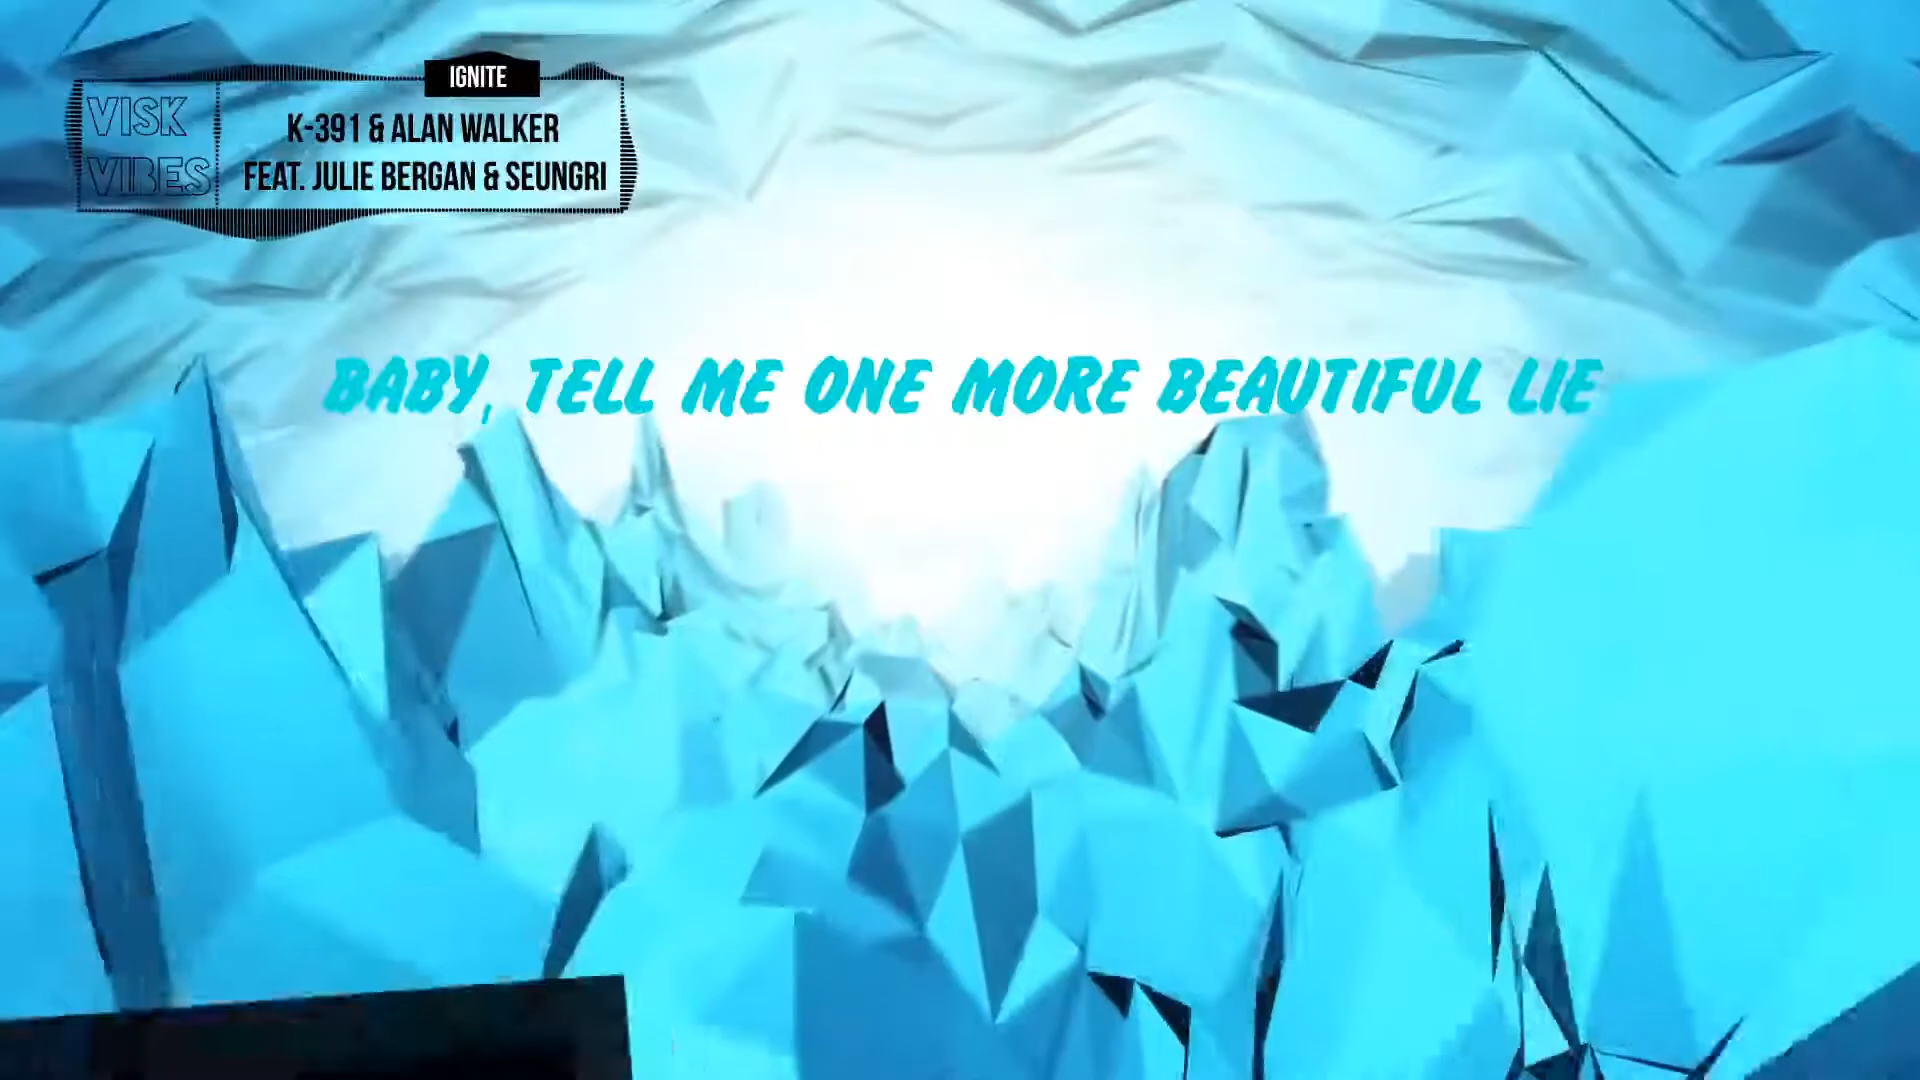 IGNITE
VISK
VIBES
K-391 & ALAN WALKER
FEAT. JULIE BERGAN & SEUNGRI
BABY, TELL ME ONE MORE BEAUTIFUL LIE